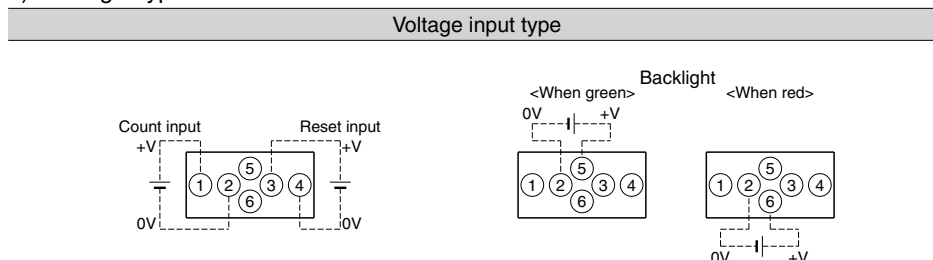 Voltage input type
Backlight
<When green>
<When red>
0V
+V
Count input
Reset input
+V
+V
5
5
5
1
2
3
4
1
2
3
4
1
2
3
4
6
6
6
0V
0V
0V
+V